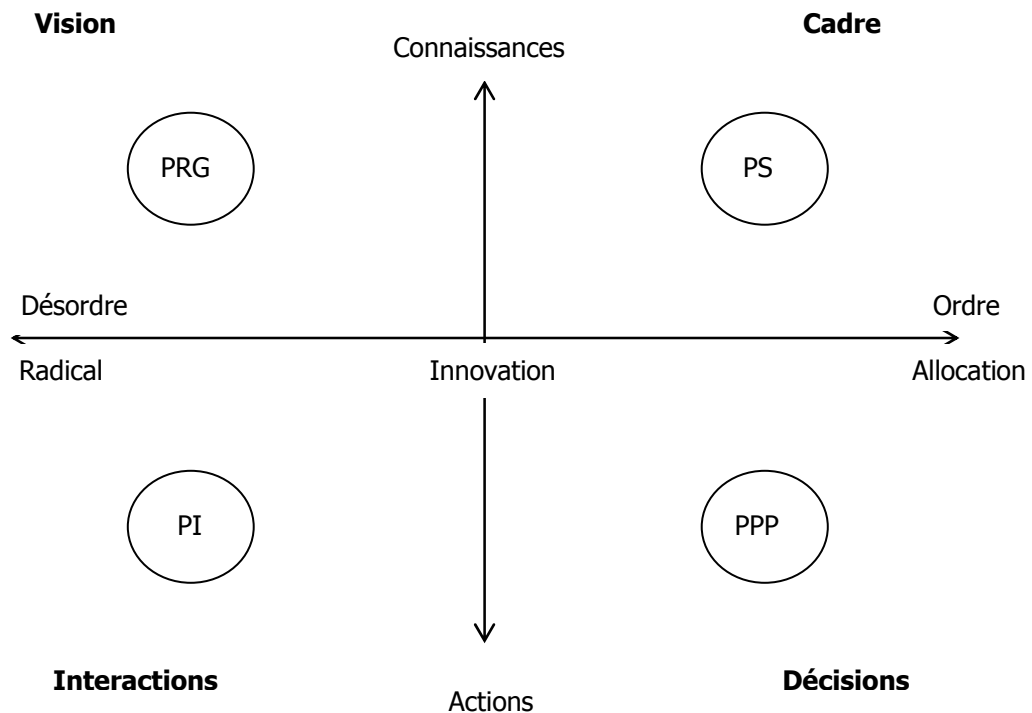 Vision
Cadre
Connaissances
PRG
PS
Désordre
Ordre
Radical
Innovation
Allocation
PI
PPP
Interactions
Décisions
Actions